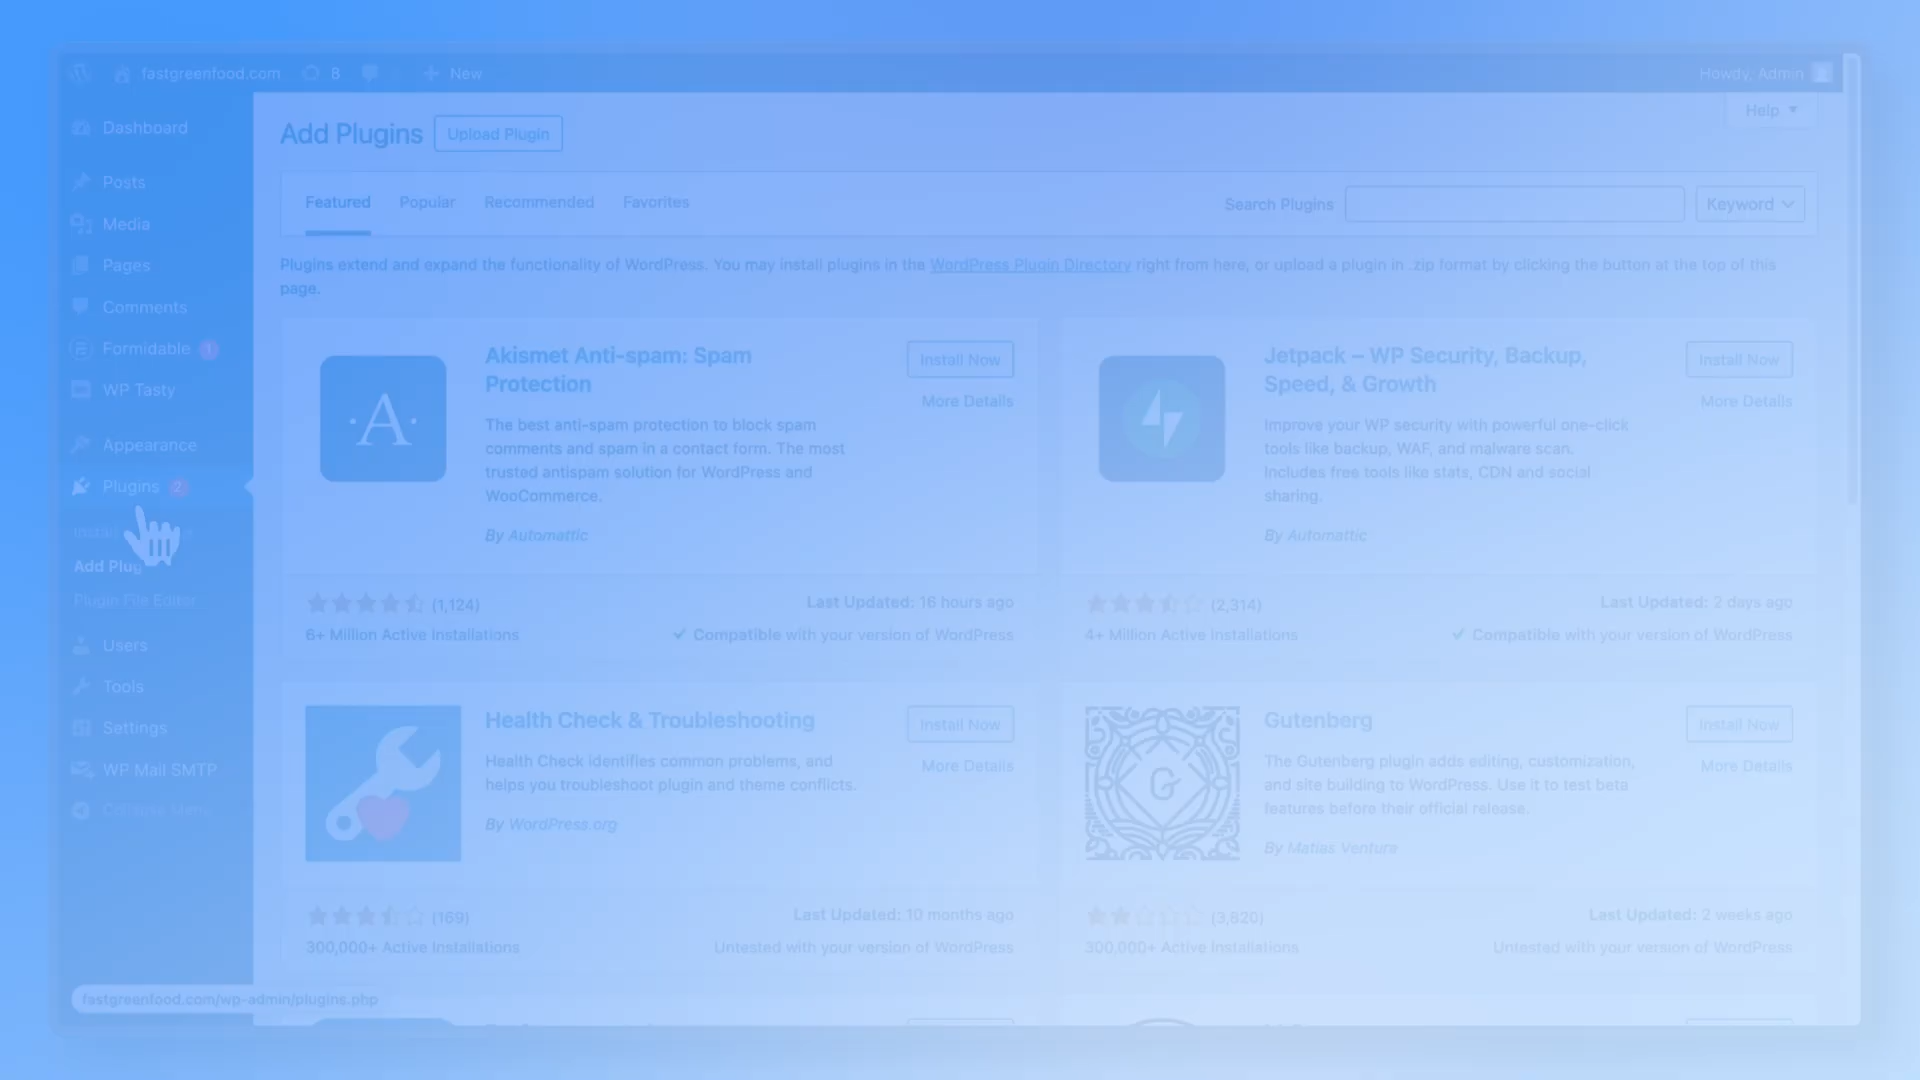 fastgreenfood.com 8 New
Howdy, Admin
Help
Dashboard
Posts
Media
Pages
Comments
Formidable 1
WP Tasty
Appearance
Plugins 2
Add Plug
Plugin File Editor
Users
Tools
Settings
WP Mail SMTP
Collapse Menu
Add Plugins Upload Plugin
Featured Popular Recommended Favorites
Search Plugins Keyword
Plugins extend and expand the functionality of WordPress. You may install plugins in the WordPress Plugin Directory right from here, or upload a plugin in .zip format by clicking the button at the top of this
page.
Akismet Anti-spam: Spam
Protection
Install Now
More Details
The best anti-spam protection to block spam
comments and spam in a contact form. The most
trusted antispam solution for WordPress and
WooCommerce.
By Automattic
(1,124)
Last Updated: 16 hours ago
6+ Million Active Installations
Compatible with your version of WordPress
Jetpack – WP Security, Backup,
Speed, & Growth
Install Now
More Details
Improve your WP security with powerful one-click
tools like backup, WAF, and malware scan.
Includes free tools like stats, CDN and social
sharing.
By Automattic
(2,314)
Last Updated: 2 days ago
4+ Million Active Installations
Compatible with your version of WordPress
Health Check & Troubleshooting
Install Now
More Details
Health Check identifies common problems, and
helps you troubleshoot plugin and theme conflicts.
By WordPress.org
(169)
Last Updated: 10 months ago
300,000+ Active Installations
Untested with your version of WordPress
Gutenberg
Install Now
More Details
The Gutenberg plugin adds editing, customization,
and site building to WordPress. Use it to test beta
features before their official release.
By Matias Ventura
(3,820)
Last Updated: 2 weeks ago
300,000+ Active Installations
Untested with your version of WordPress
fastgreenfood.com/wp-admin/plugins.php